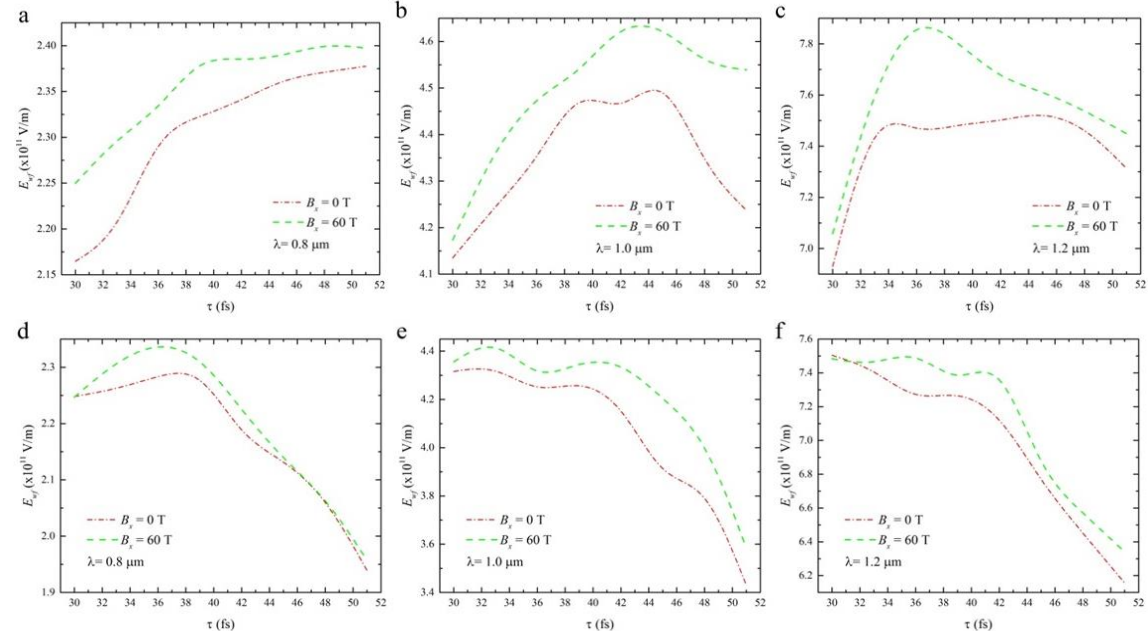 a
E_wf (x10^11 V/m)
2.40
2.35
2.30
2.25
2.20
2.15
B_x = 0 T
B_x = 60 T
λ= 0.8 μm
30 32 34 36 38 40 42 44 46 48 50 52
τ (fs)
b
E_wf (x10^11 V/m)
4.6
4.5
4.4
4.3
4.2
4.1
B_x = 0 T
B_x = 60 T
λ= 1.0 μm
30 32 34 36 38 40 42 44 46 48 50 52
τ (fs)
c
E_wf (x10^11 V/m)
7.8
7.6
7.4
7.2
7.0
B_x = 0 T
B_x = 60 T
λ= 1.2 μm
30 32 34 36 38 40 42 44 46 48 50 52
τ (fs)
d
E_wf (x10^11 V/m)
2.3
2.2
2.1
2.0
1.9
B_x = 0 T
B_x = 60 T
λ= 0.8 μm
30 32 34 36 38 40 42 44 46 48 50 52
τ (fs)
e
E_wf (x10^11 V/m)
4.4
4.2
4.0
3.8
3.6
3.4
B_x = 0 T
B_x = 60 T
λ= 1.0 μm
30 32 34 36 38 40 42 44 46 48 50 52
τ (fs)
f
E_wf (x10^11 V/m)
7.6
7.4
7.2
7.0
6.8
6.6
6.4
6.2
B_x = 0 T
B_x = 60 T
λ= 1.2 μm
30 32 34 36 38 40 42 44 46 48 50 52
τ (fs)